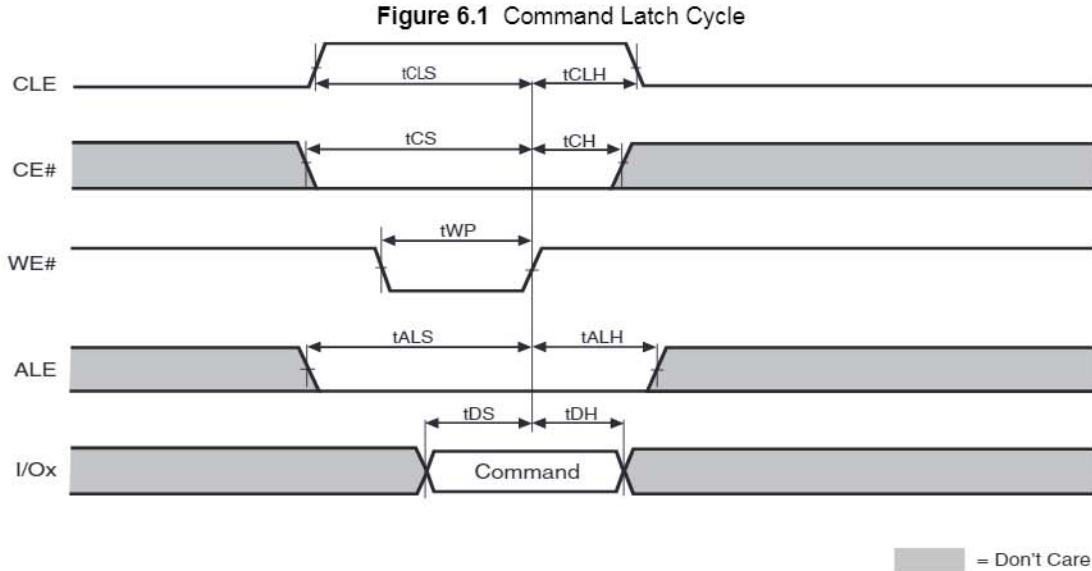 Figure 6.1 Command Latch Cycle
CLE
tCLS
tCLH
CE#
tCS
tCH
WE#
tWP
ALE
tALS
tALH
I/Ox
tDS
tDH
Command
= Don't Care